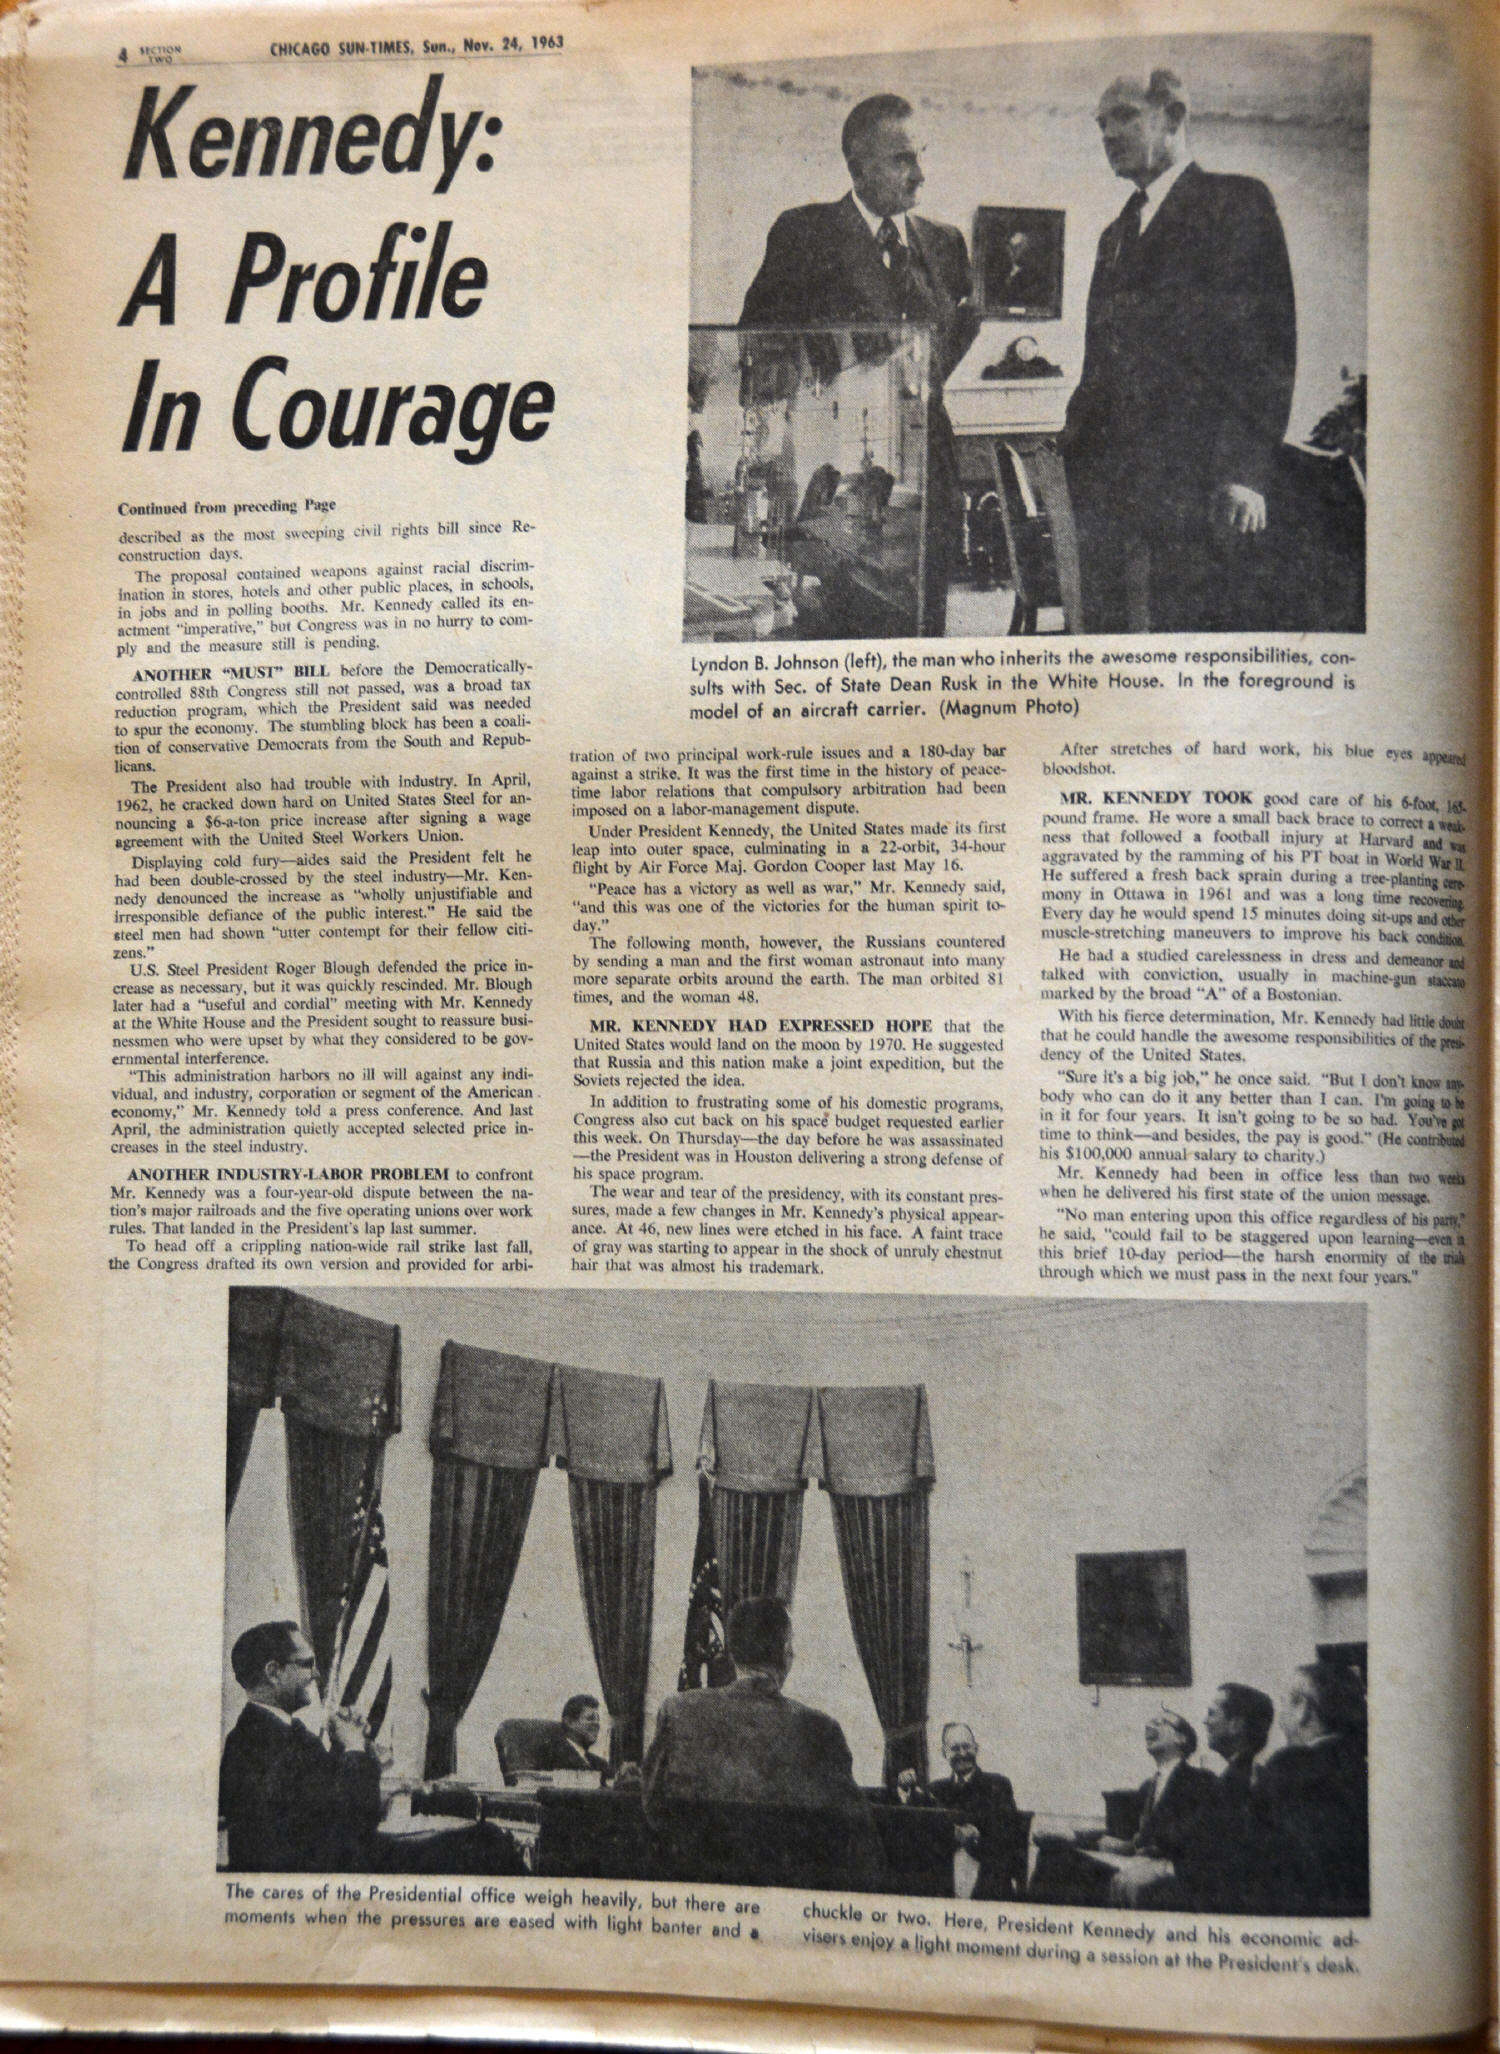 4 SECTION TWO
CHICAGO SUN-TIMES, Sun., Nov. 24, 1963
Kennedy:
A Profile
In Courage
Continued from preceding Page
described as the most sweeping civil rights bill since Re-
construction days.
The proposal contained weapons against racial discrim-
ination in stores, hotels and other public places, in schools,
in jobs and in polling booths. Mr. Kennedy called its en-
actment "imperative," but Congress was in no hurry to com-
ply and the measure still is pending.
ANOTHER "MUST" BILL before the Democratically-
controlled 88th Congress still not passed, was a broad tax
reduction program, which the President said was needed
to spur the economy. The stumbling block has been a coali-
tion of conservative Democrats from the South and Repub-
licans.
The President also had trouble with industry. In April,
1962, he cracked down hard on United States Steel for an-
nouncing a $6-a-ton price increase after signing a wage
agreement with the United Steel Workers Union.
Displaying cold fury—aides said the President felt he
had been double-crossed by the steel industry—Mr. Ken-
nedy denounced the increase as "wholly unjustifiable and
irresponsible defiance of the public interest." He said the
steel men had shown "utter contempt for their fellow citi-
zens."
U.S. Steel President Roger Blough defended the price in-
crease as necessary, but it was quickly rescinded. Mr. Blough
later had a "useful and cordial" meeting with Mr. Kennedy
at the White House and the President sought to reassure busi-
nessmen who were upset by what they considered to be gov-
ernmental interference.
"This administration harbors no ill will against any indi-
vidual, and industry, corporation or segment of the American
economy," Mr. Kennedy told a press conference. And last
April, the administration quietly accepted selected price in-
creases in the steel industry.
ANOTHER INDUSTRY-LABOR PROBLEM to confront
Mr. Kennedy was a four-year-old dispute between the na-
tion's major railroads and the five operating unions over work
rules. That landed in the President's lap last summer.
To head off a crippling nation-wide rail strike last fall,
the Congress drafted its own version and provided for arbi-
Lyndon B. Johnson (left), the man who inherits the awesome responsibilities, con-
sults with Sec. of State Dean Rusk in the White House. In the foreground is
model of an aircraft carrier. (Magnum Photo)
tration of two principal work-rule issues and a 180-day bar
against a strike. It was the first time in the history of peace-
time labor relations that compulsory arbitration had been
imposed on a labor-management dispute.
Under President Kennedy, the United States made its first
leap into outer space, culminating in a 22-orbit, 34-hour
flight by Air Force Maj. Gordon Cooper last May 16.
"Peace has a victory as well as war," Mr. Kennedy said,
"and this was one of the victories for the human spirit to-
day."
The following month, however, the Russians countered
by sending a man and the first woman astronaut into many
more separate orbits around the earth. The man orbited 81
times, and the woman 48.
MR. KENNEDY HAD EXPRESSED HOPE that the
United States would land on the moon by 1970. He suggested
that Russia and this nation make a joint expedition, but the
Soviets rejected the idea.
In addition to frustrating some of his domestic programs,
Congress also cut back on his space budget requested earlier
this week. On Thursday—the day before he was assassinated
—the President was in Houston delivering a strong defense of
his space program.
The wear and tear of the presidency, with its constant pres-
sures, made a few changes in Mr. Kennedy's physical appear-
ance. At 46, new lines were etched in his face. A faint trace
of gray was starting to appear in the shock of unruly chestnut
hair that was almost his trademark.
After stretches of hard work, his blue eyes appeared
bloodshot.
MR. KENNEDY TOOK good care of his 6-foot, 165-
pound frame. He wore a small back brace to correct a weak-
ness that followed a football injury at Harvard and was
aggravated by the ramming of his PT boat in World War II.
He suffered a fresh back sprain during a tree-planting cere-
mony in Ottawa in 1961 and was a long time recovering.
Every day he would spend 15 minutes doing sit-ups and other
muscle-stretching maneuvers to improve his back condition.
He had a studied carelessness in dress and demeanor and
talked with conviction, usually in machine-gun staccato
marked by the broad "A" of a Bostonian.
With his fierce determination, Mr. Kennedy had little doubt
that he could handle the awesome responsibilities of the presi-
dency of the United States.
"Sure it's a big job," he once said. "But I don't know any-
body who can do it any better than I can. I'm going to be
in it for four years. It isn't going to be so bad. You've got
time to think—and besides, the pay is good." (He contributed
his $100,000 annual salary to charity.)
Mr. Kennedy had been in office less than two weeks
when he delivered his first state of the union message.
"No man entering upon this office regardless of his party,"
he said, "could fail to be staggered upon learning—even in
this brief 10-day period—the harsh enormity of the trials
through which we must pass in the next four years."
The cares of the Presidential office weigh heavily, but there are
moments when the pressures are eased with light banter and a
chuckle or two. Here, President Kennedy and his economic ad-
visers enjoy a light moment during a session at the President's desk.